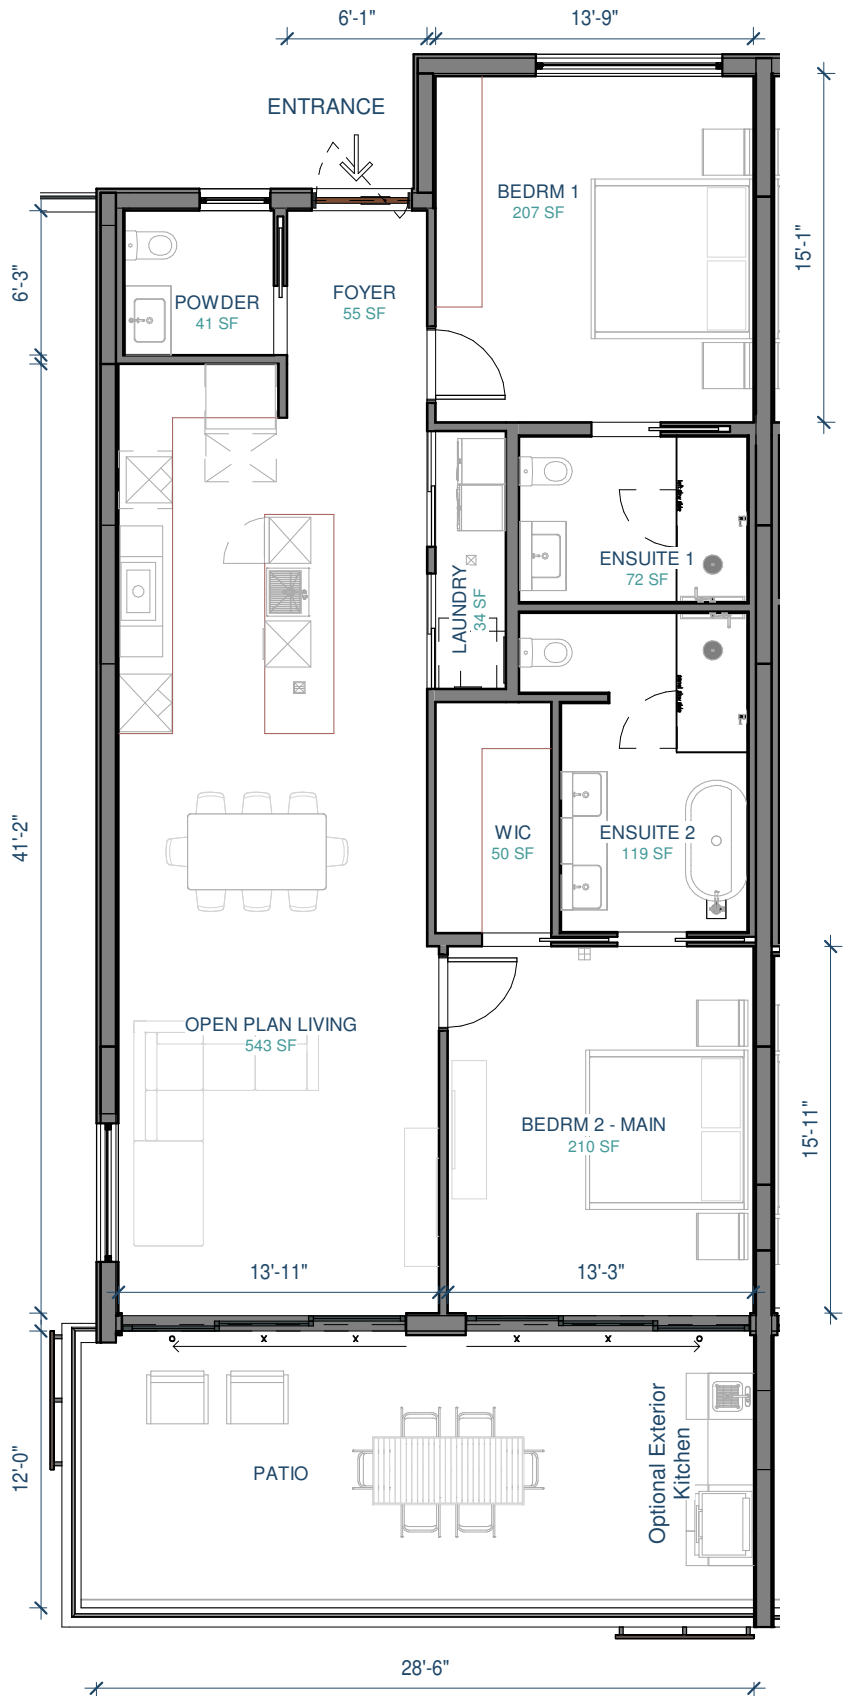 6'-1"
13'-9"
ENTRANCE
BEDRM 1
207 SF
15'-1"
6'-3"
POWDER
41 SF
FOYER
55 SF
ENSUITE 1
72 SF
LAUNDRY
34 SF
41'-2"
WIC
50 SF
ENSUITE 2
119 SF
OPEN PLAN LIVING
543 SF
BEDRM 2 - MAIN
210 SF
15'-11"
13'-11"
13'-3"
12'-0"
PATIO
Optional Exterior
Kitchen
28'-6"